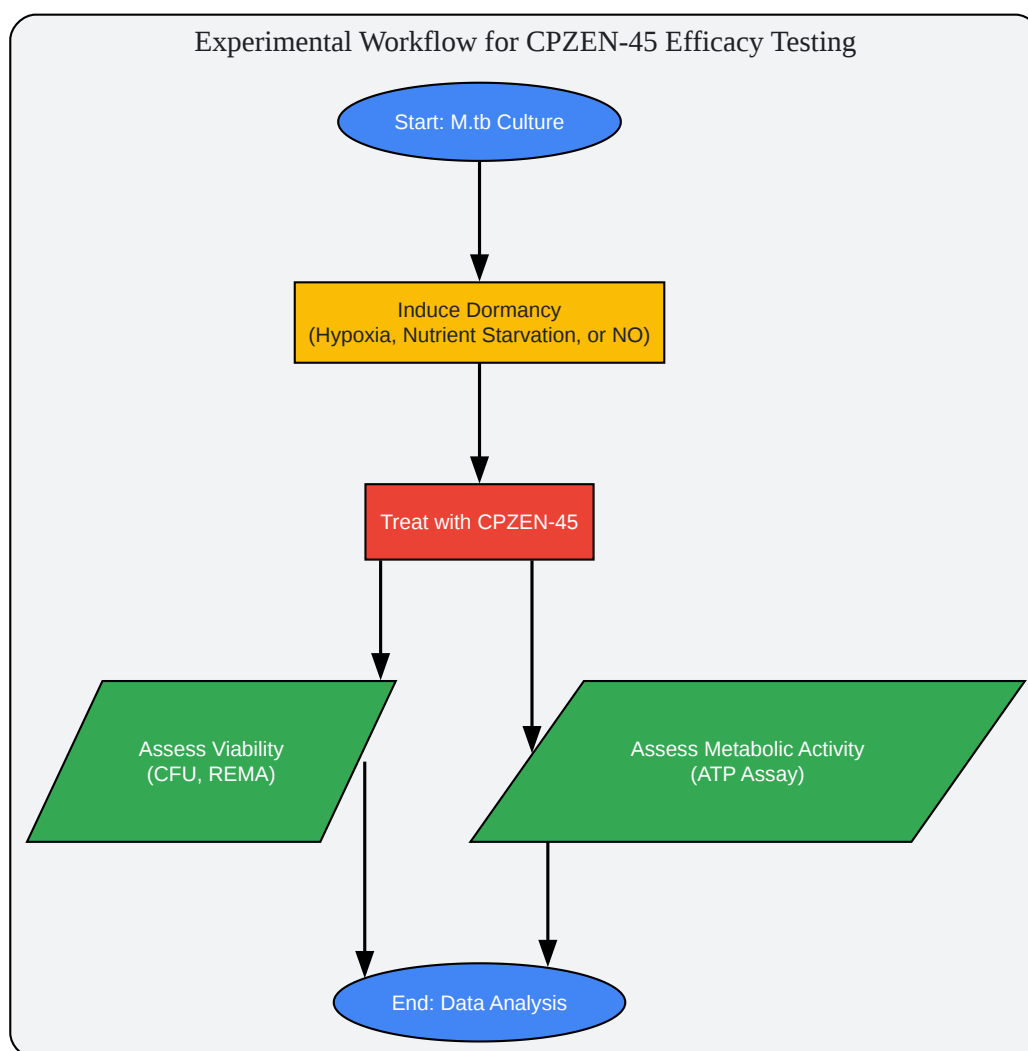 Experimental Workflow for CPZEN-45 Efficacy Testing
Start: M.tb Culture
Induce Dormancy
(Hypoxia, Nutrient Starvation, or NO)
Treat with CPZEN-45
Assess Viability
(CFU, REMA)
Assess Metabolic Activity
(ATP Assay)
End: Data Analysis